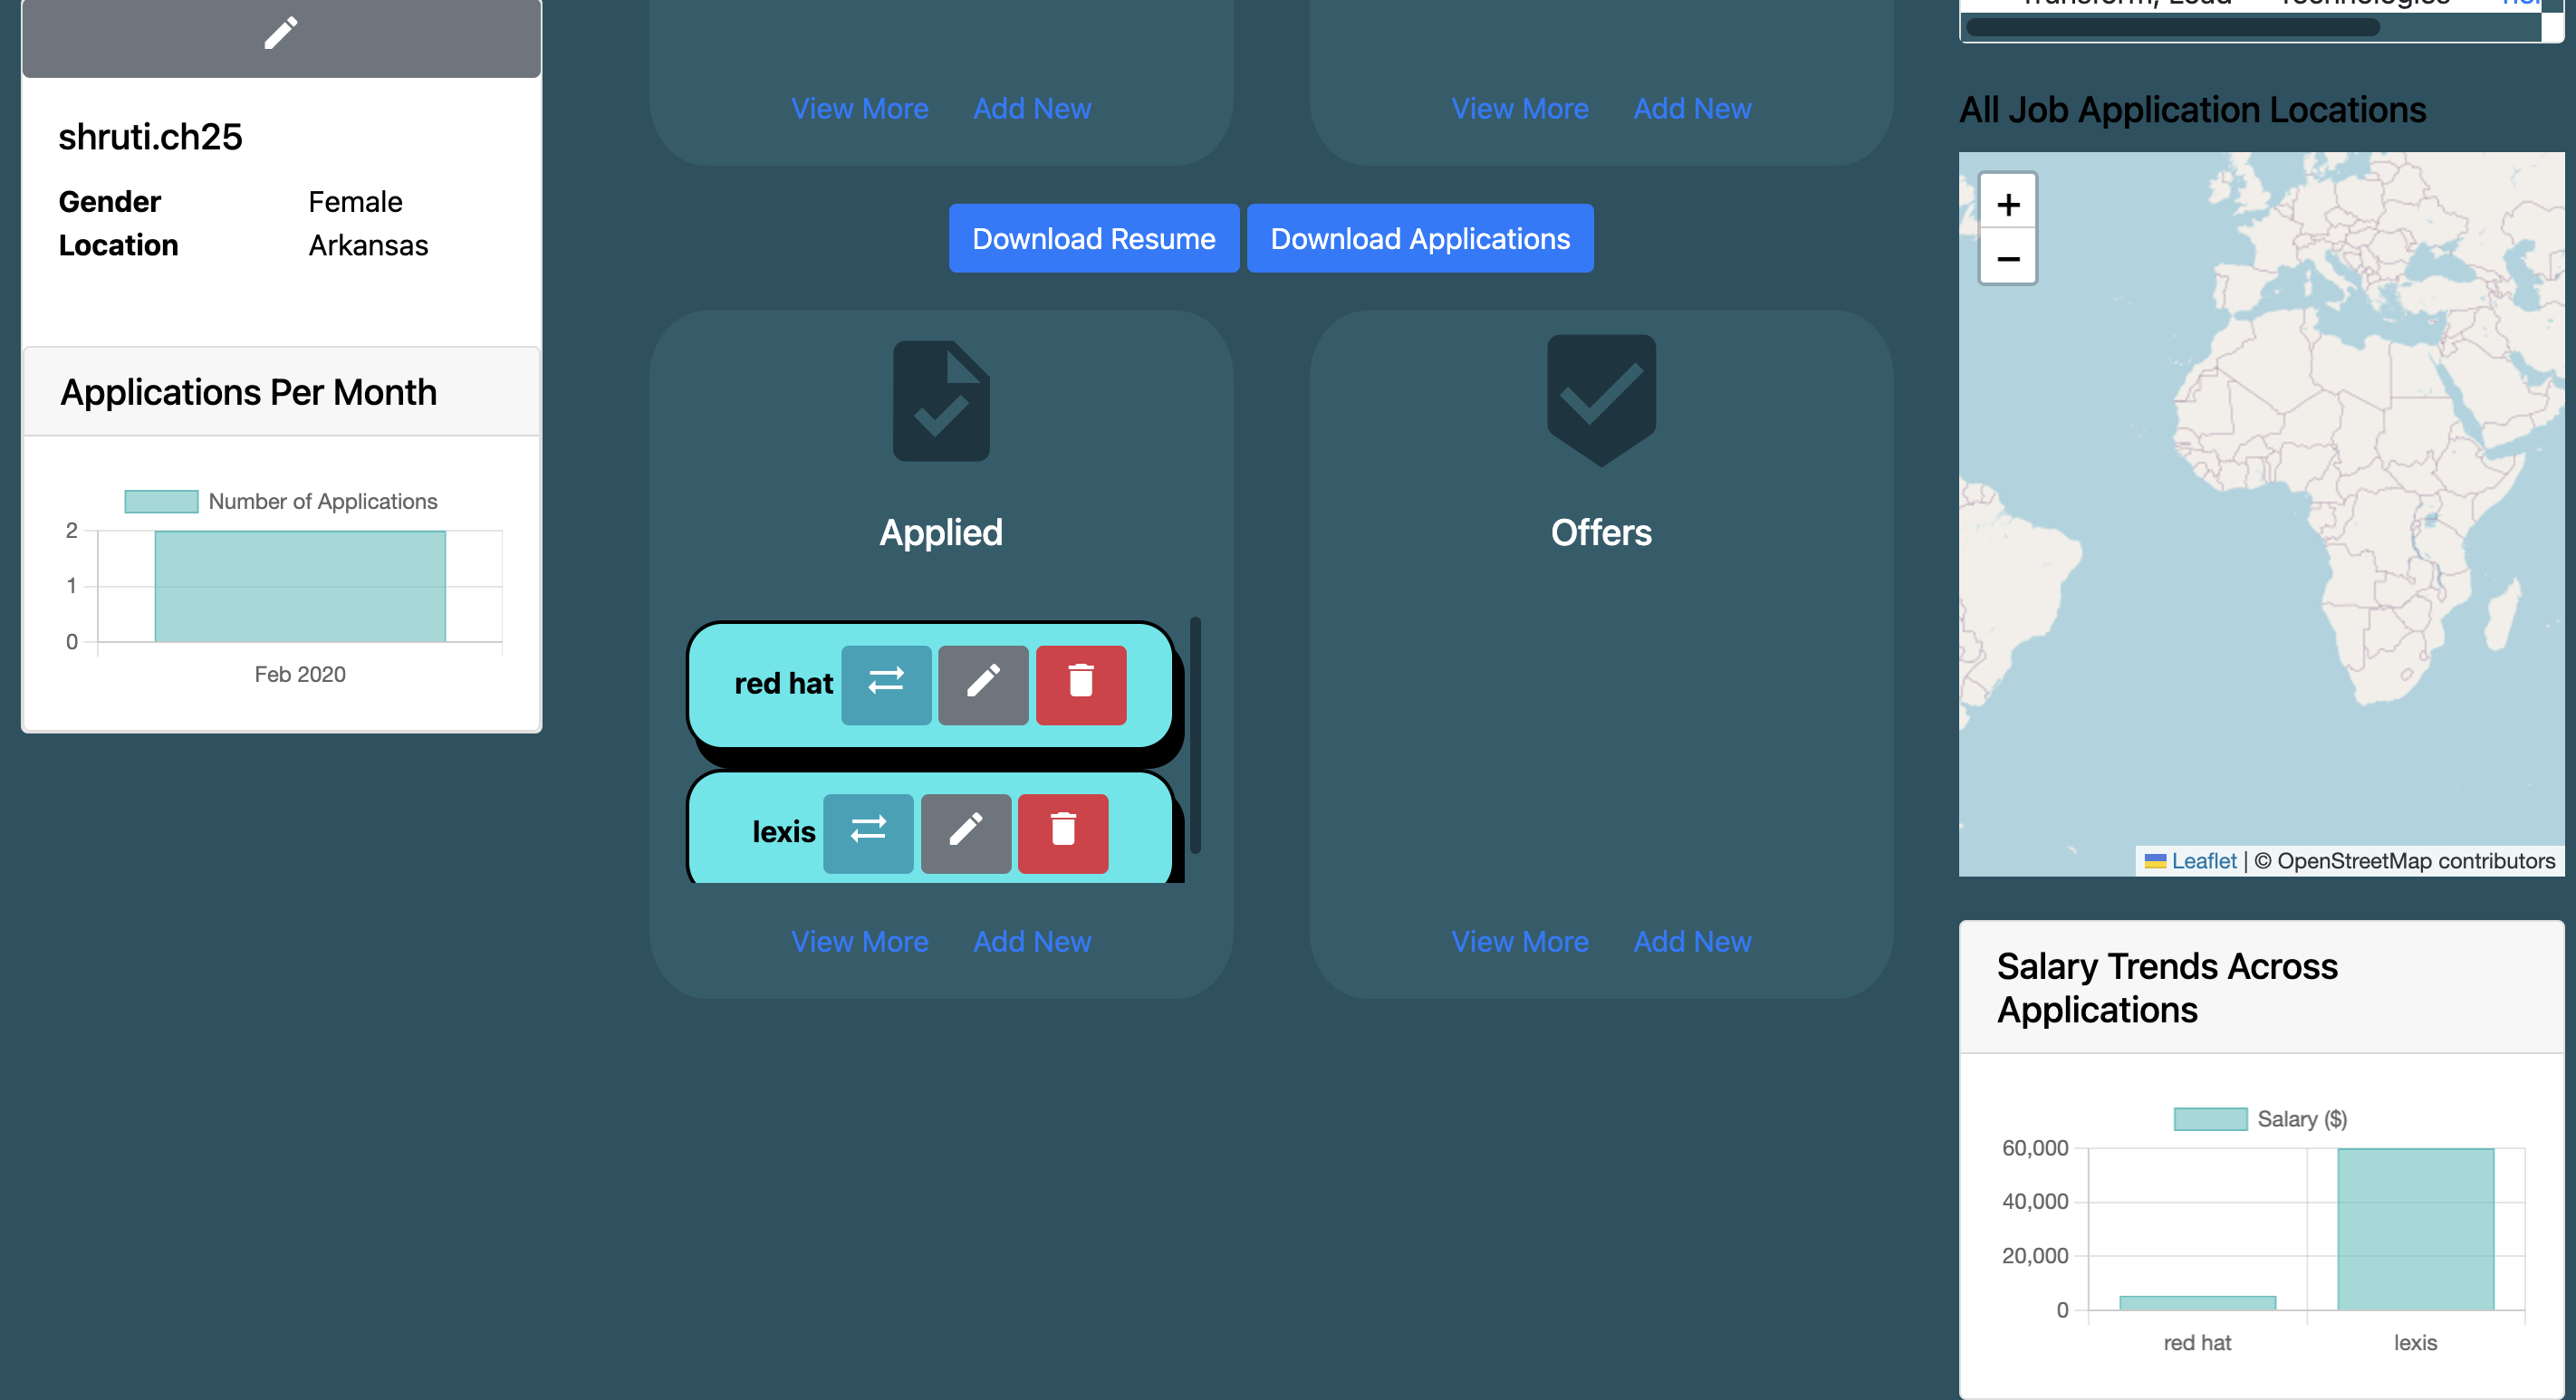 shruti.ch25
Gender Female
Location Arkansas
Applications Per Month
Number of Applications
2
1
0
Feb 2020
View More Add New
View More Add New
Download Resume Download Applications
Applied
red hat
lexis
View More Add New
Offers
View More Add New
Transform, Load Technologies
All Job Application Locations
+
−
Leaflet | © OpenStreetMap contributors
Salary Trends Across
Applications
Salary ($)
60,000
40,000
20,000
0
red hat lexis